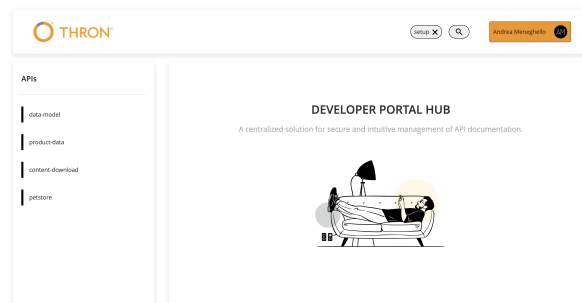 THRON
setup
Andrea Meneghello
AM
APIs
data-model
product-data
content-download
petstore
DEVELOPER PORTAL HUB
A centralized solution for secure and intuitive management of API documentation.